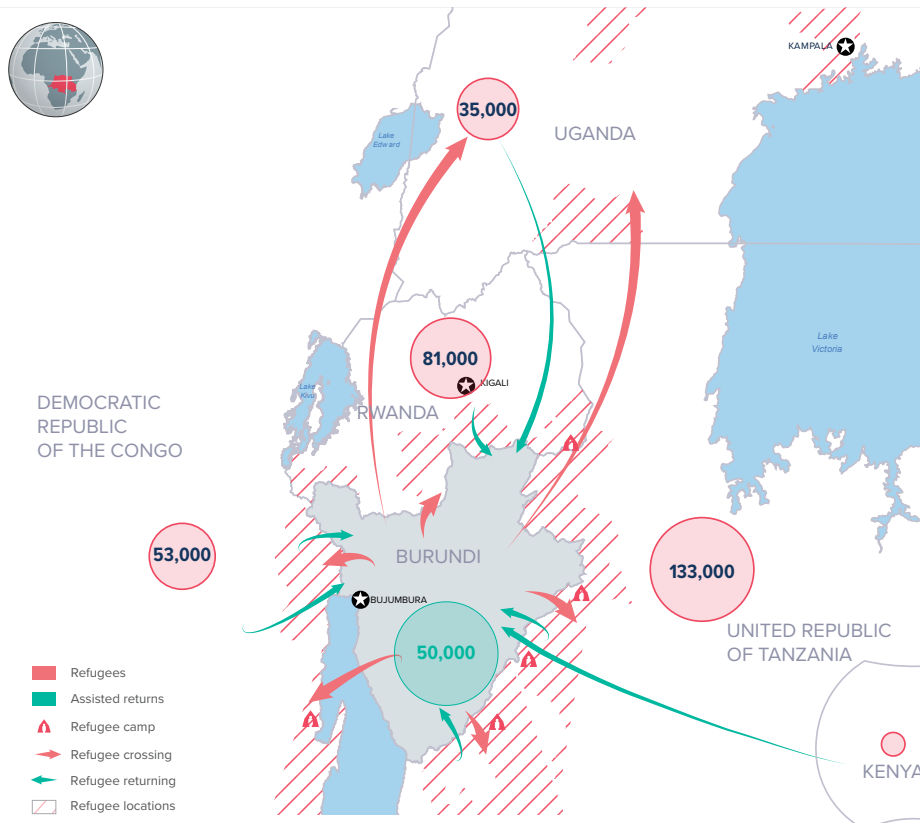 KAMPALA
35,000
UGANDA
Lake
Edward
Lake
Victoria
81,000
KIGALI
Lake
Kivu
RWANDA
DEMOCRATIC
REPUBLIC
OF THE CONGO
53,000
BURUNDI
133,000
BUJUMBURA
50,000
UNITED REPUBLIC
OF TANZANIA
KENYA
Refugees
Assisted returns
Refugee camp
Refugee crossing
Refugee returning
Refugee locations